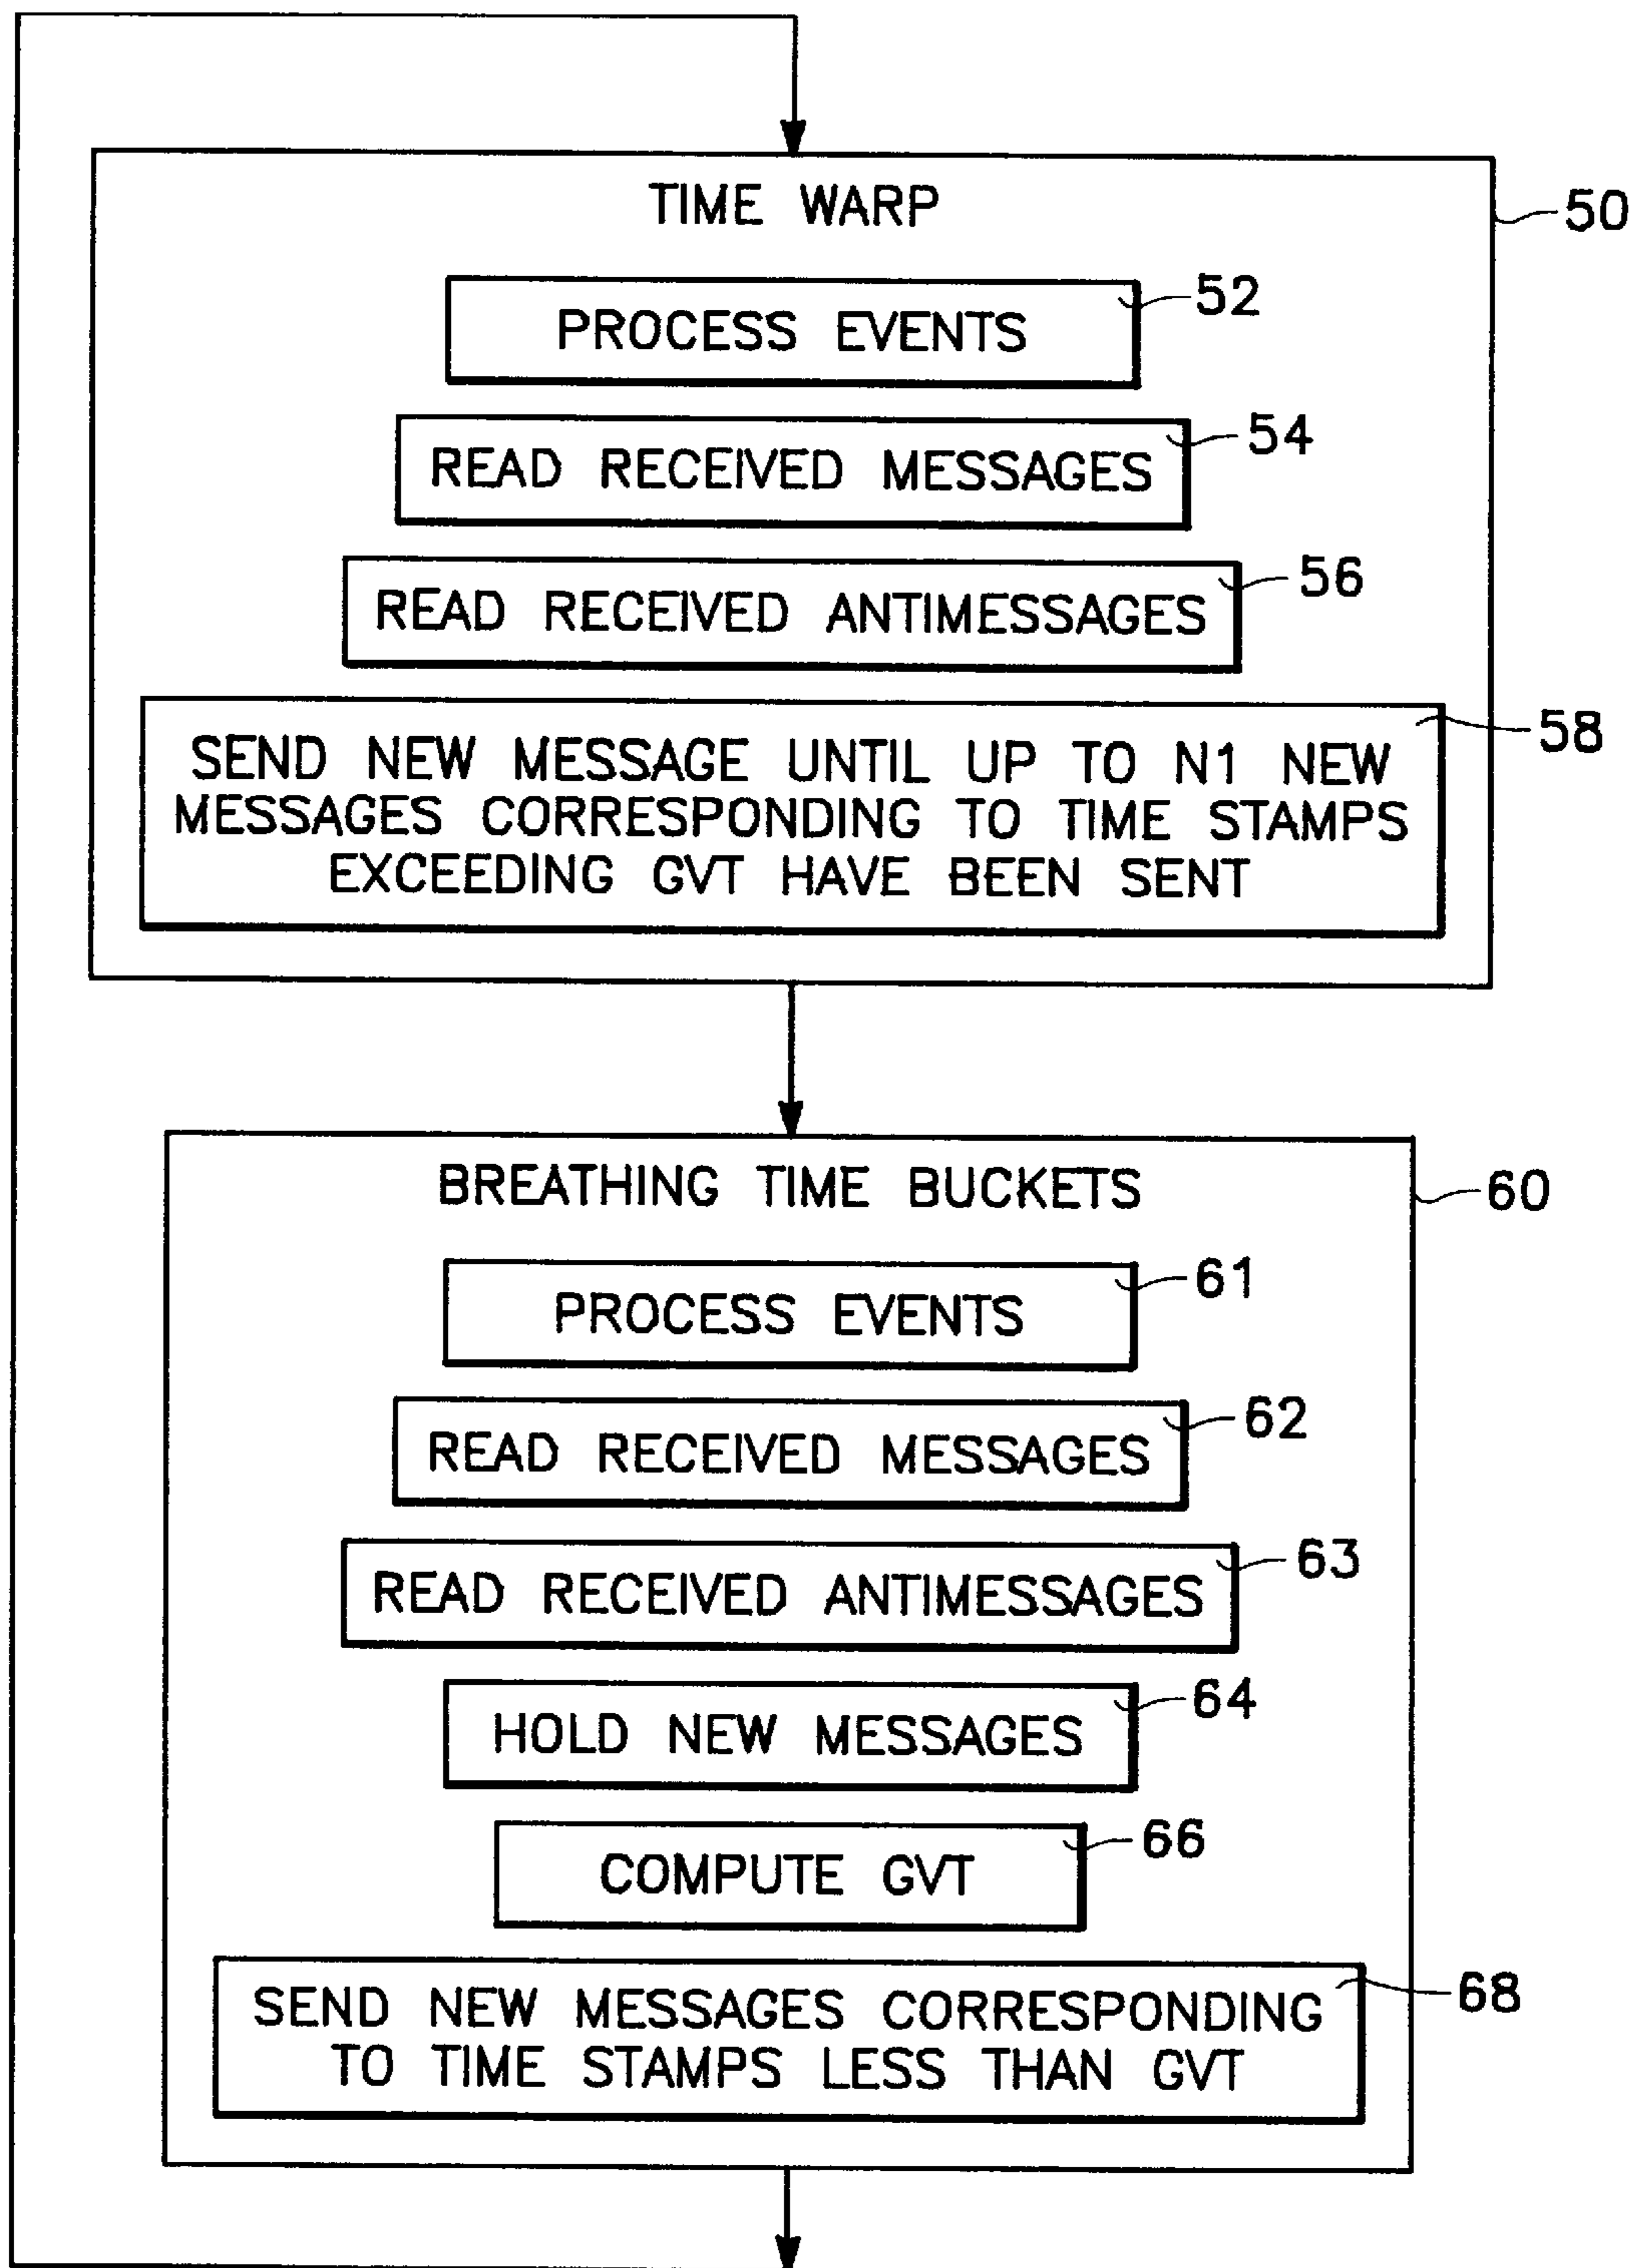 TIME WARP
50
PROCESS EVENTS
52
READ RECEIVED MESSAGES
54
READ RECEIVED ANTIMESSAGES
56
SEND NEW MESSAGE UNTIL UP TO N1 NEW
MESSAGES CORRESPONDING TO TIME STAMPS
EXCEEDING GVT HAVE BEEN SENT
58
BREATHING TIME BUCKETS
60
PROCESS EVENTS
61
READ RECEIVED MESSAGES
62
READ RECEIVED ANTIMESSAGES
63
HOLD NEW MESSAGES
64
COMPUTE GVT
66
SEND NEW MESSAGES CORRESPONDING
TO TIME STAMPS LESS THAN GVT
68